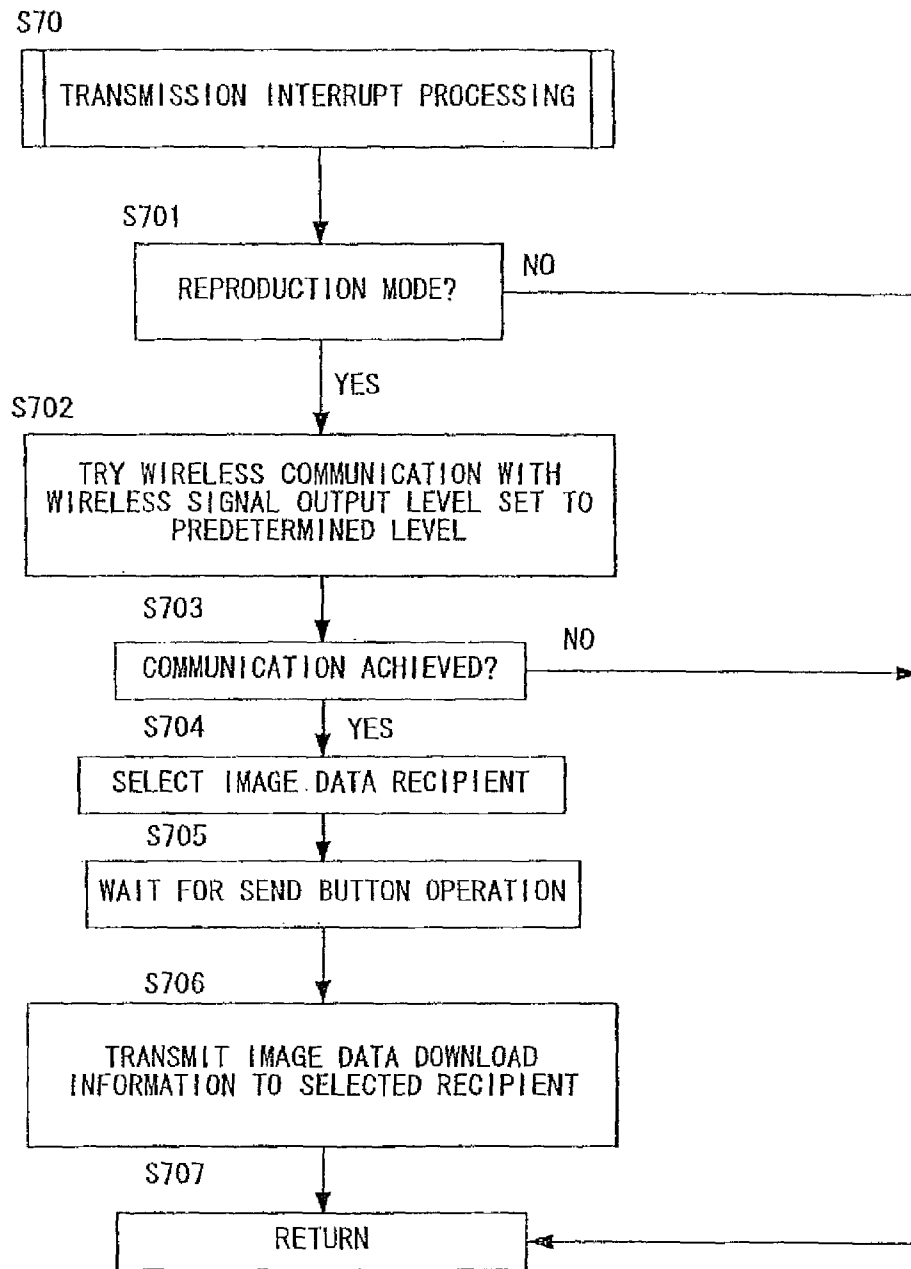 S70
TRANSMISSION INTERRUPT PROCESSING
S701
REPRODUCTION MODE?
NO
YES
S702
TRY WIRELESS COMMUNICATION WITH
WIRELESS SIGNAL OUTPUT LEVEL SET TO
PREDETERMINED LEVEL
S703
COMMUNICATION ACHIEVED?
NO
S704
YES
SELECT IMAGE DATA RECIPIENT
S705
WAIT FOR SEND BUTTON OPERATION
S706
TRANSMIT IMAGE DATA DOWNLOAD
INFORMATION TO SELECTED RECIPIENT
S707
RETURN